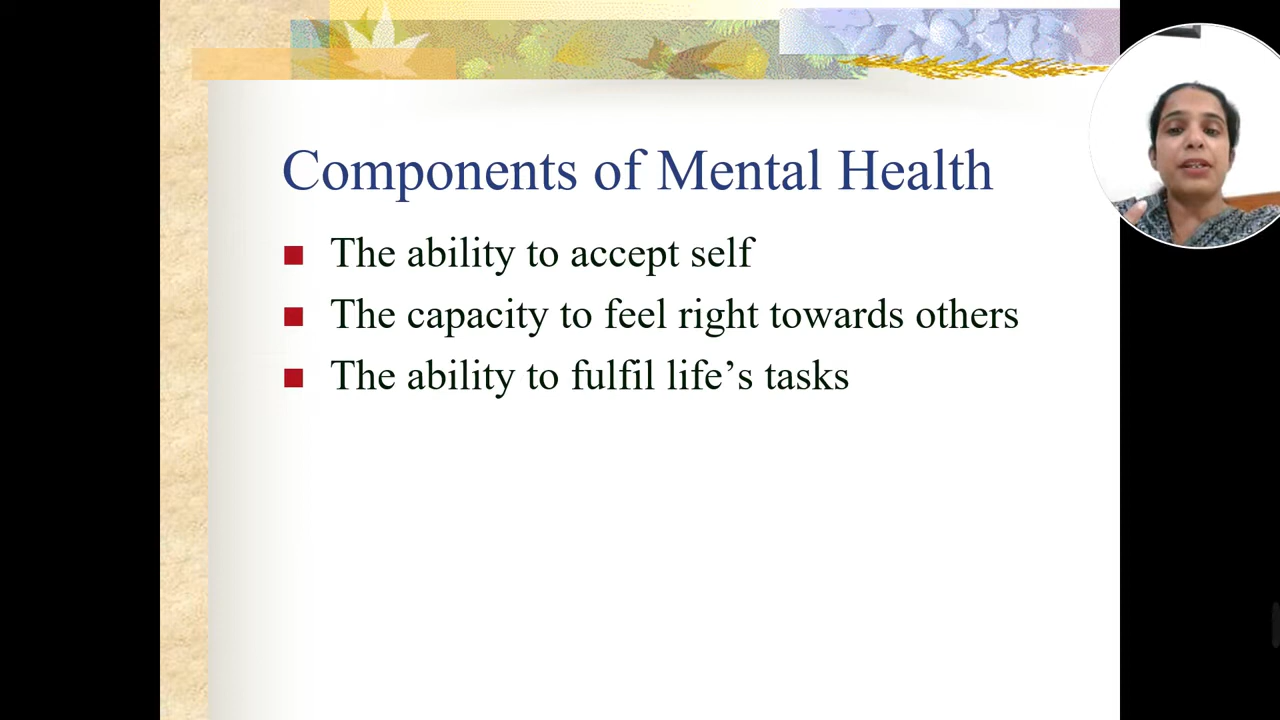 Components of Mental Health
The ability to accept self
The capacity to feel right towards others
The ability to fulfil life’s tasks